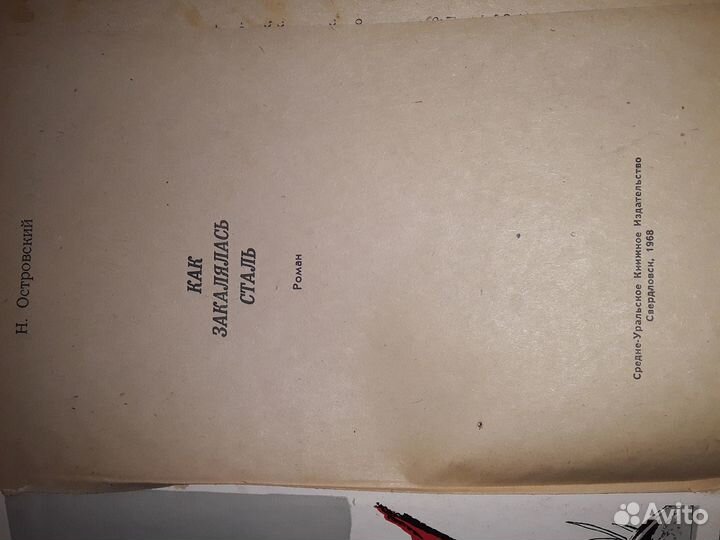 Н. Островский
КАК
ЗАКАЛЯЛАСЬ
СТАЛЬ
Роман
Средне-Уральское Книжное Издательство
Свердловск, 1968
Avito